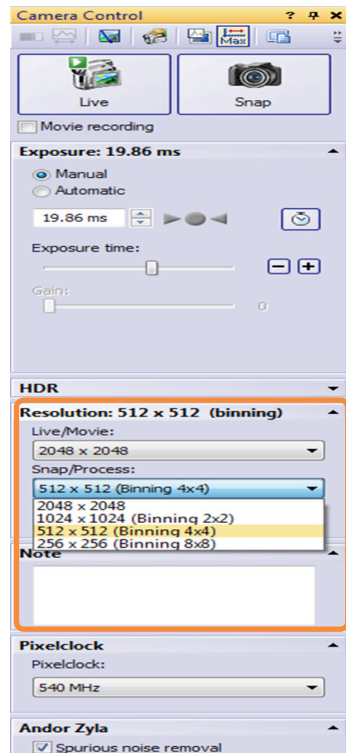 Camera Control
Max
Live Snap
Movie recording
Exposure: 19.86 ms
Manual
Automatic
19.86 ms
Exposure time:
Gain:
0
HDR
Resolution: 512 x 512 (binning)
Live/Movie:
2048 x 2048
Snap/Process:
512 x 512 (Binning 4x4)
2048 x 2048
1024 x 1024 (Binning 2x2)
512 x 512 (Binning 4x4)
256 x 256 (Binning 8x8)
Note
Pixelclock
Pixelclock:
540 MHz
Andor Zyla
Spurious noise removal